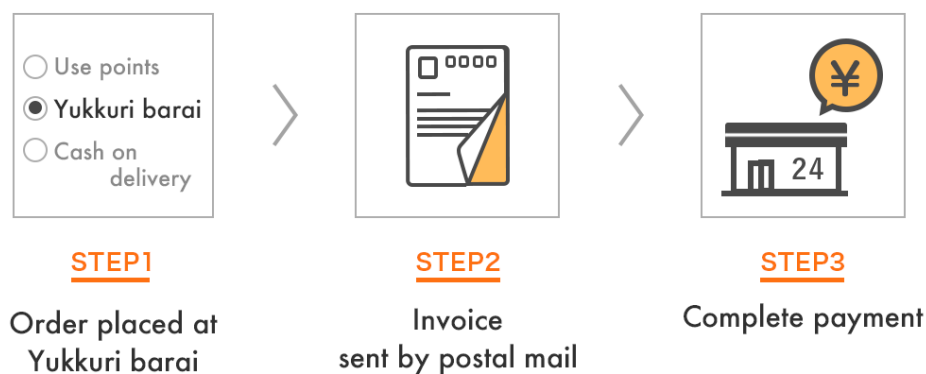 Use points
Yukkuri barai
Cash on
delivery
¥
24
STEP1
STEP2
STEP3
Order placed at
Yukkuri barai
Invoice
sent by postal mail
Complete payment